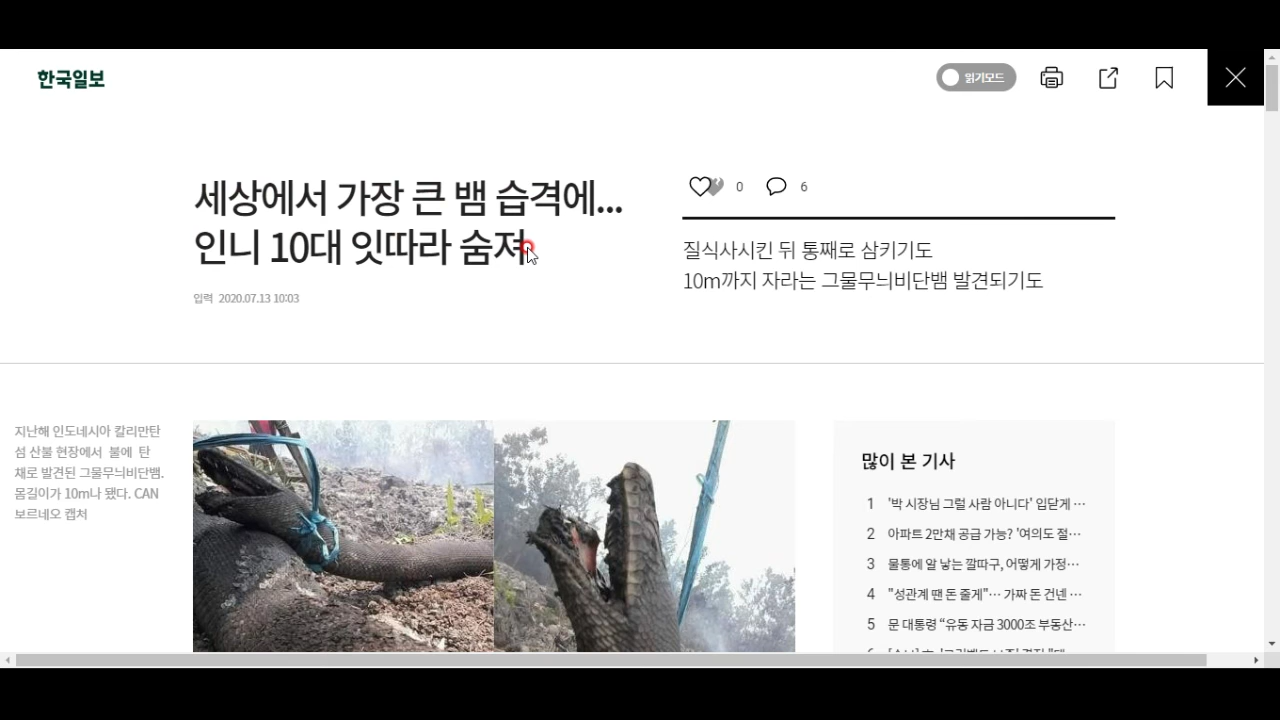 한국일보
읽기모드
세상에서 가장 큰 뱀 습격에...
인니 10대 잇따라 숨져
입력 2020.07.13 10:03
0
6
질식사시킨 뒤 통째로 삼키기도
10m까지 자라는 그물무늬비단뱀 발견되기도
지난해 인도네시아 칼리만탄
섬 산불 현장에서 불에 탄
채로 발견된 그물무늬비단뱀.
몸길이가 10m나 됐다. CAN
보르네오 캡처
많이 본 기사
1 '박 시장님 그럴 사람 아니다' 입닫게 …
2 아파트 2만채 공급 가능? '여의도 절…
3 물통에 알 낳는 깔따구, 어떻게 가정…
4 "성관계 땐 돈 줄게"… 가짜 돈 건넨 …
5 문 대통령 “유동 자금 3000조 부동산…